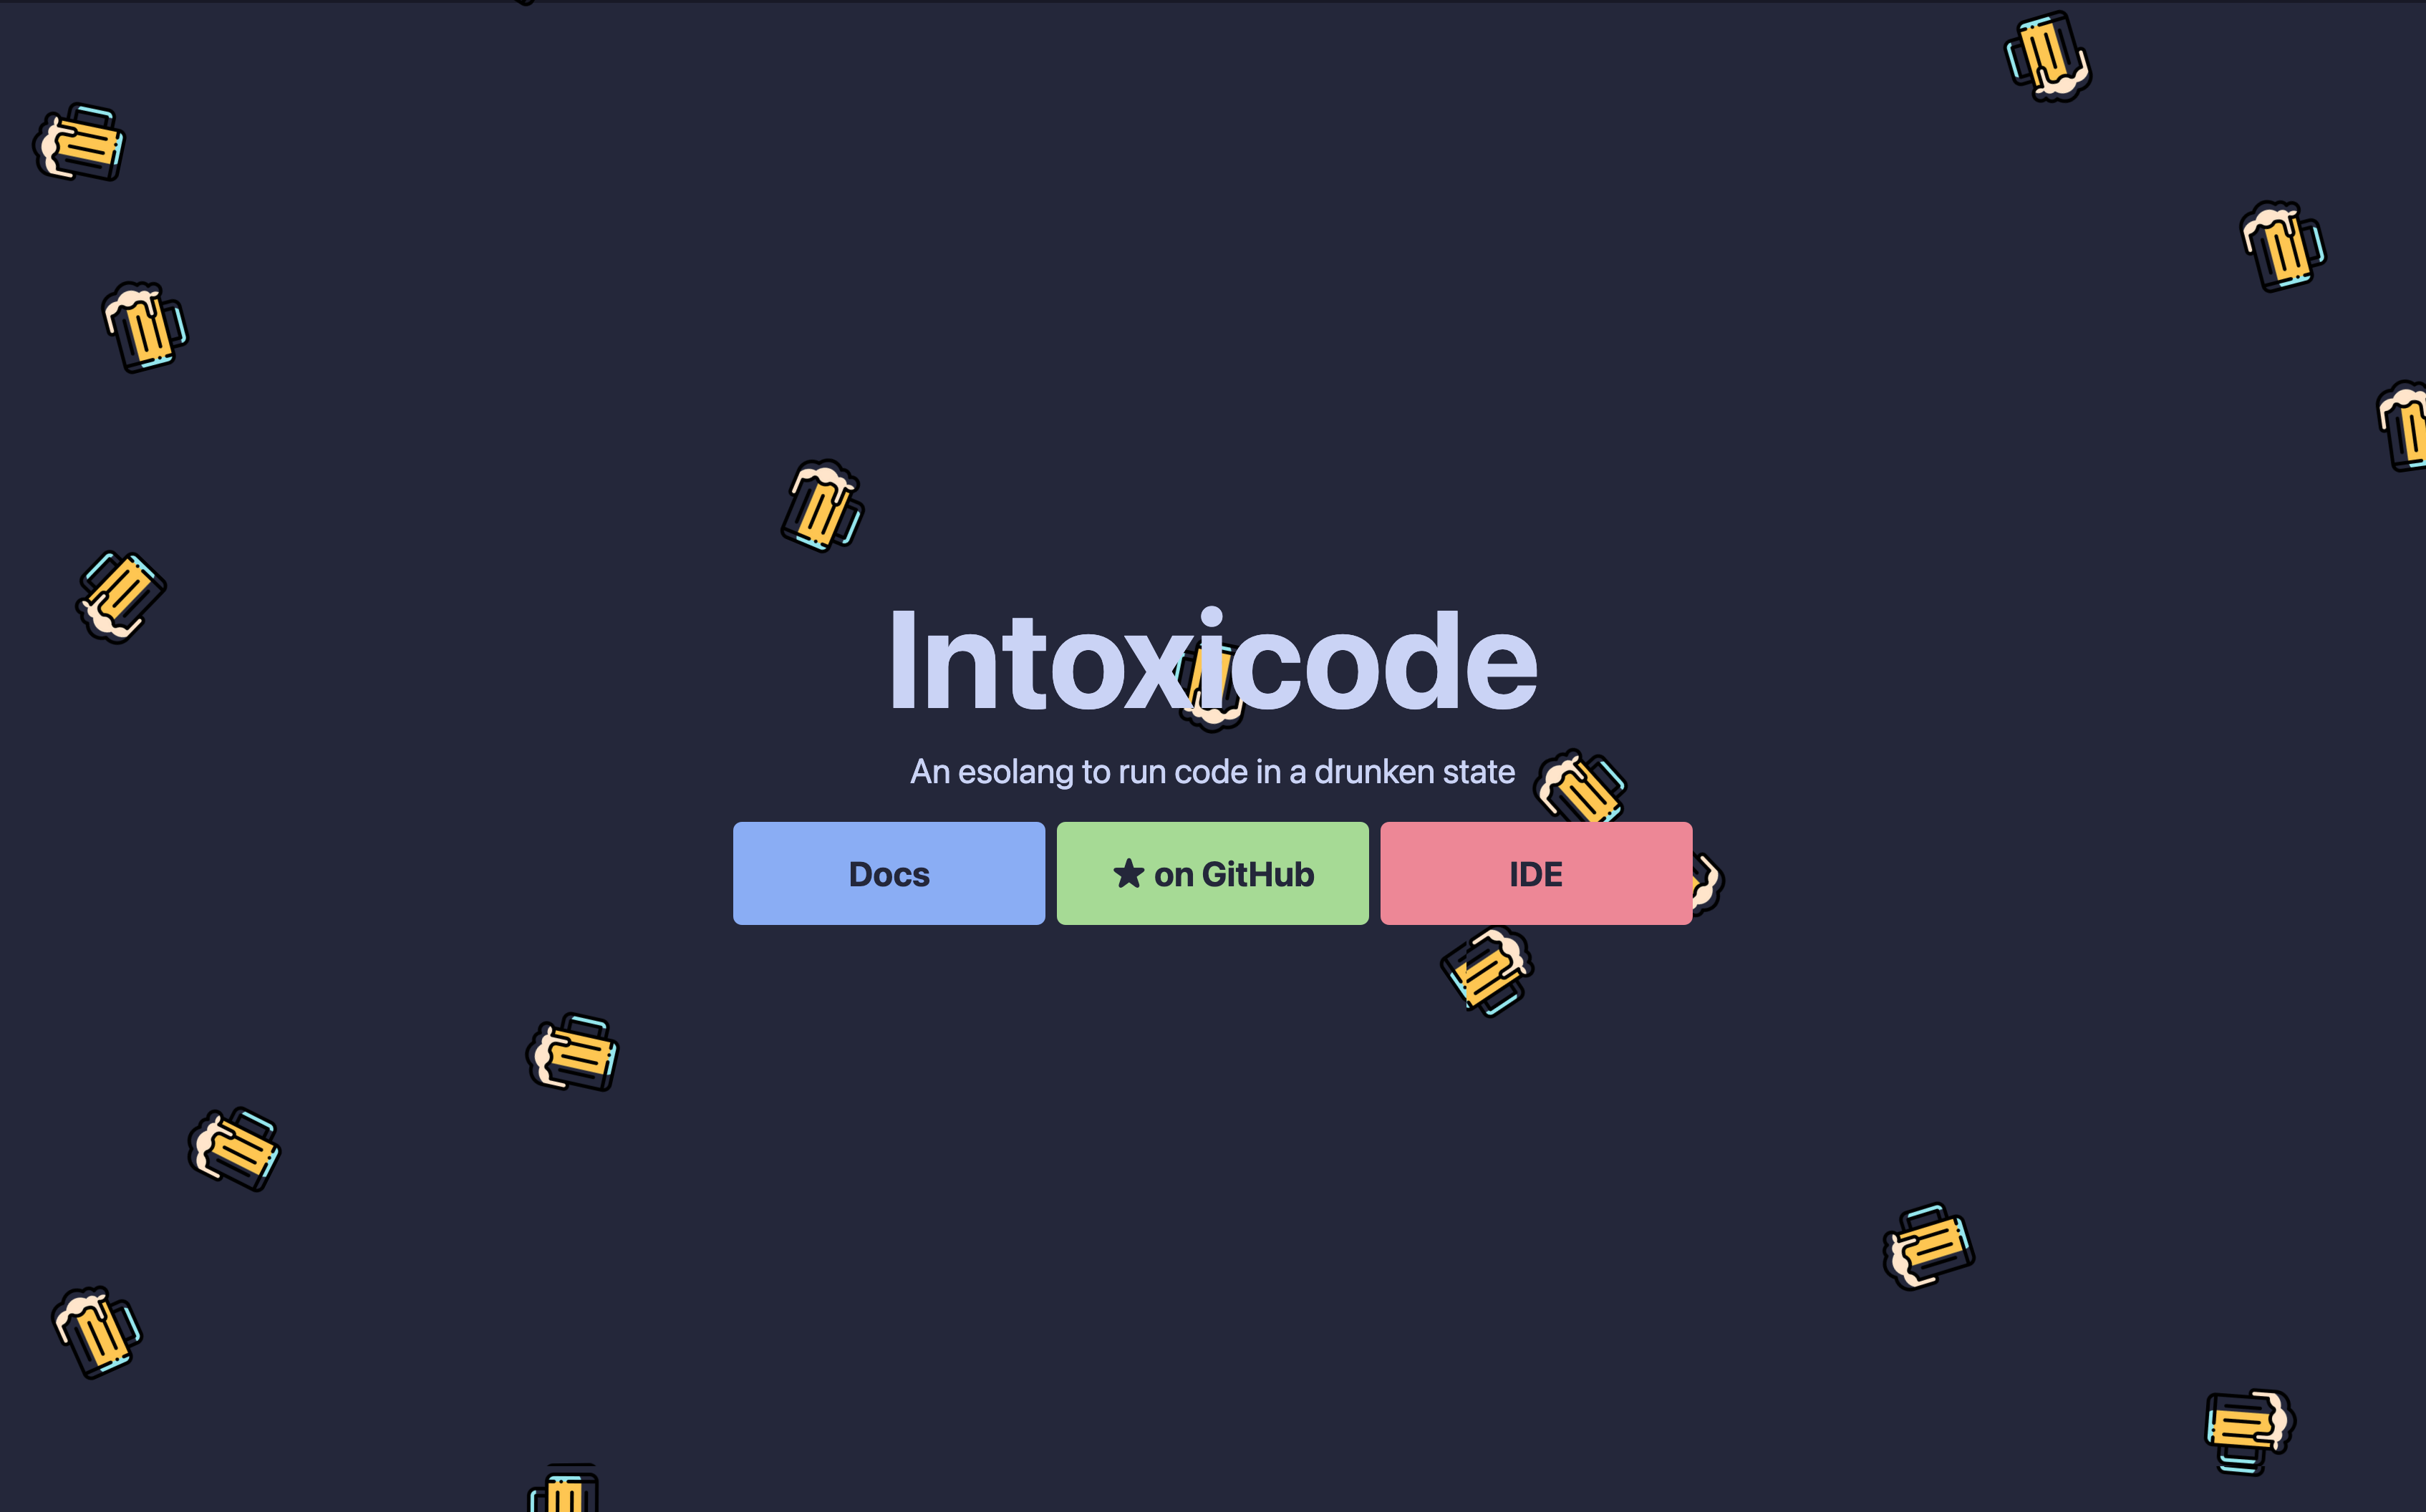 Intoxicode
An esolang to run code in a drunken state
Docs
★ on GitHub
IDE